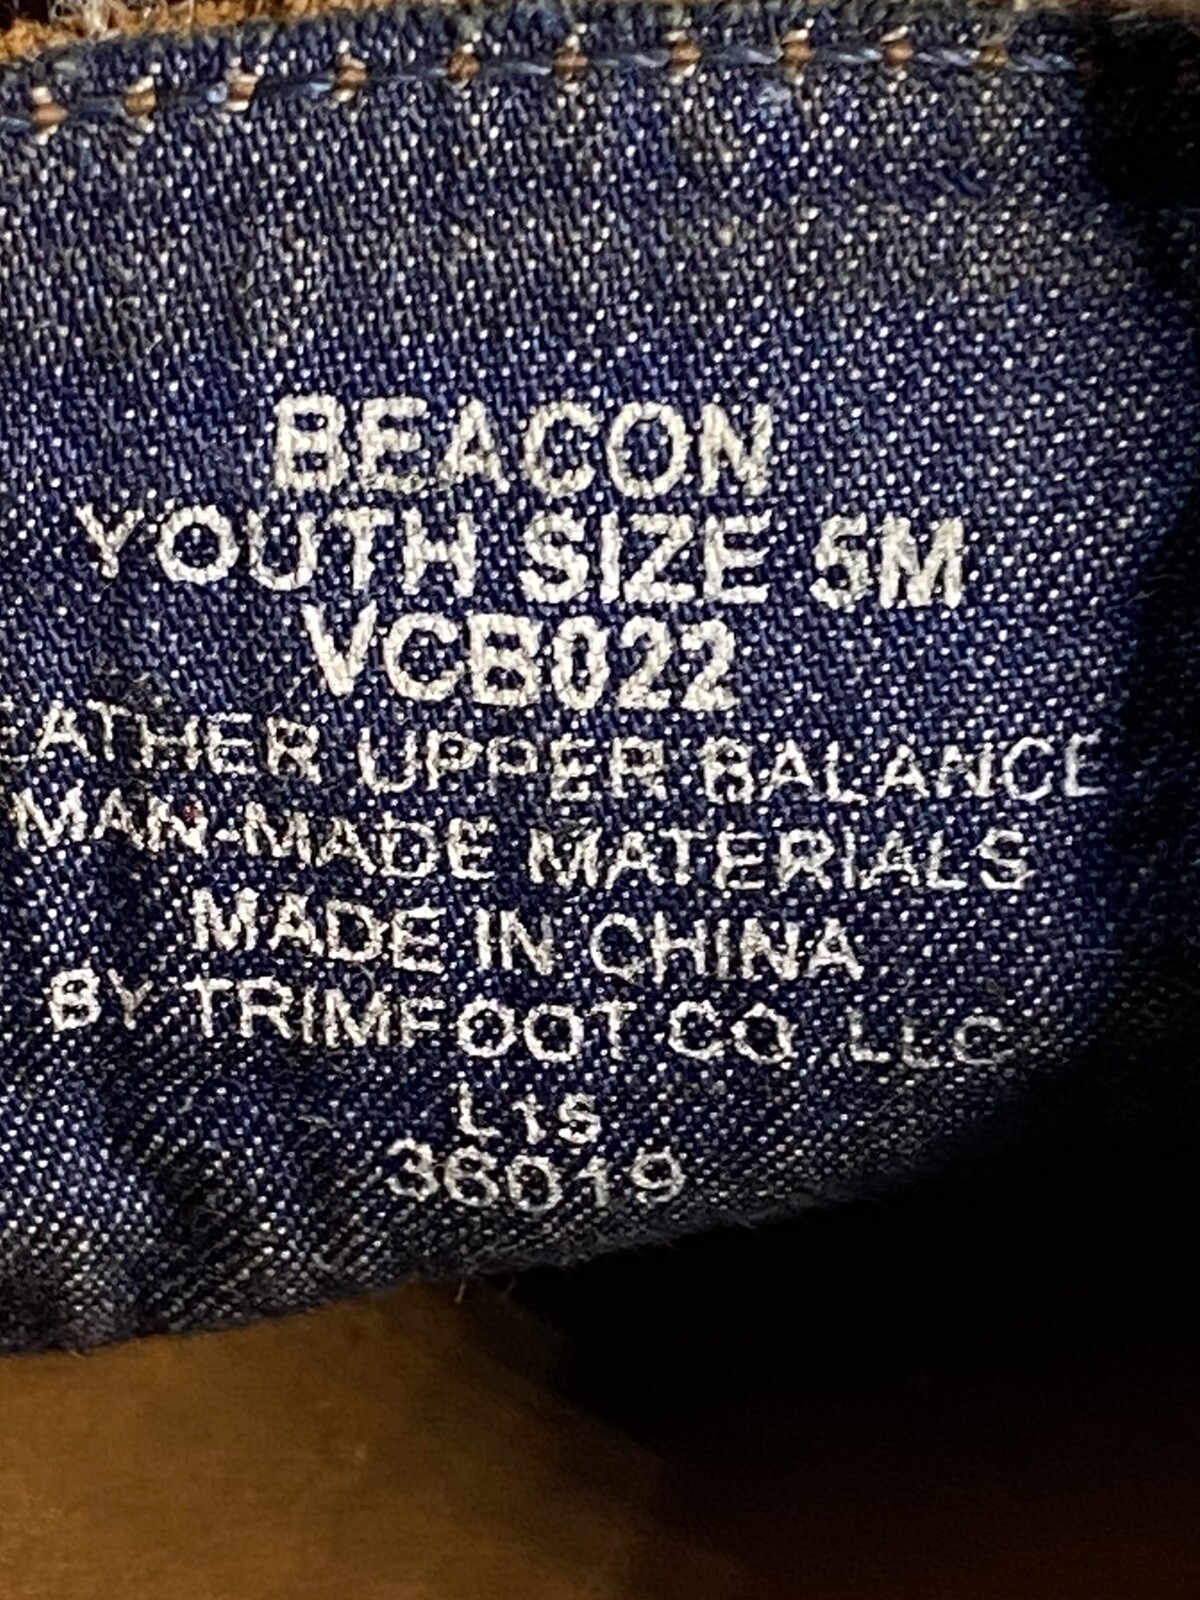 BEACON
YOUTH SIZE 5M
VCB022
EATHER UPPER BALANCE
MAN-MADE MATERIALS
MADE IN CHINA
BY TRIMFOOT CO .LLC
L1S
36019